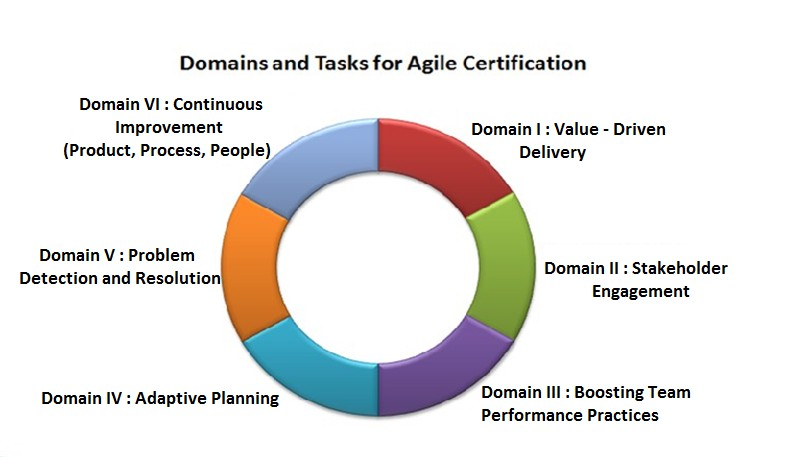 Domains and Tasks for Agile Certification
Domain VI : Continuous
Improvement
(Product, Process, People)
Domain I : Value - Driven
Delivery
Domain V : Problem
Detection and Resolution
Domain II : Stakeholder
Engagement
Domain IV : Adaptive Planning
Domain III : Boosting Team
Performance Practices